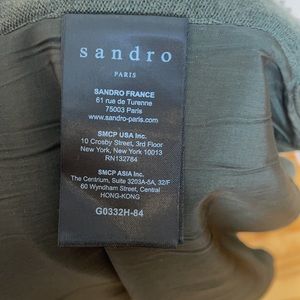 sandro
PARIS
SANDRO FRANCE
61 rue de Turenne
75003 Paris
www.sandro-paris.com
SMCP USA Inc.
10 Crosby Street, 3rd Floor
New York, New York 10013
RN132784
SMCP ASIA Inc.
The Centrium, Suite 3203A-5A, 32/F
60 Wyndham Street, Central
HONG-KONG
G0332H-84